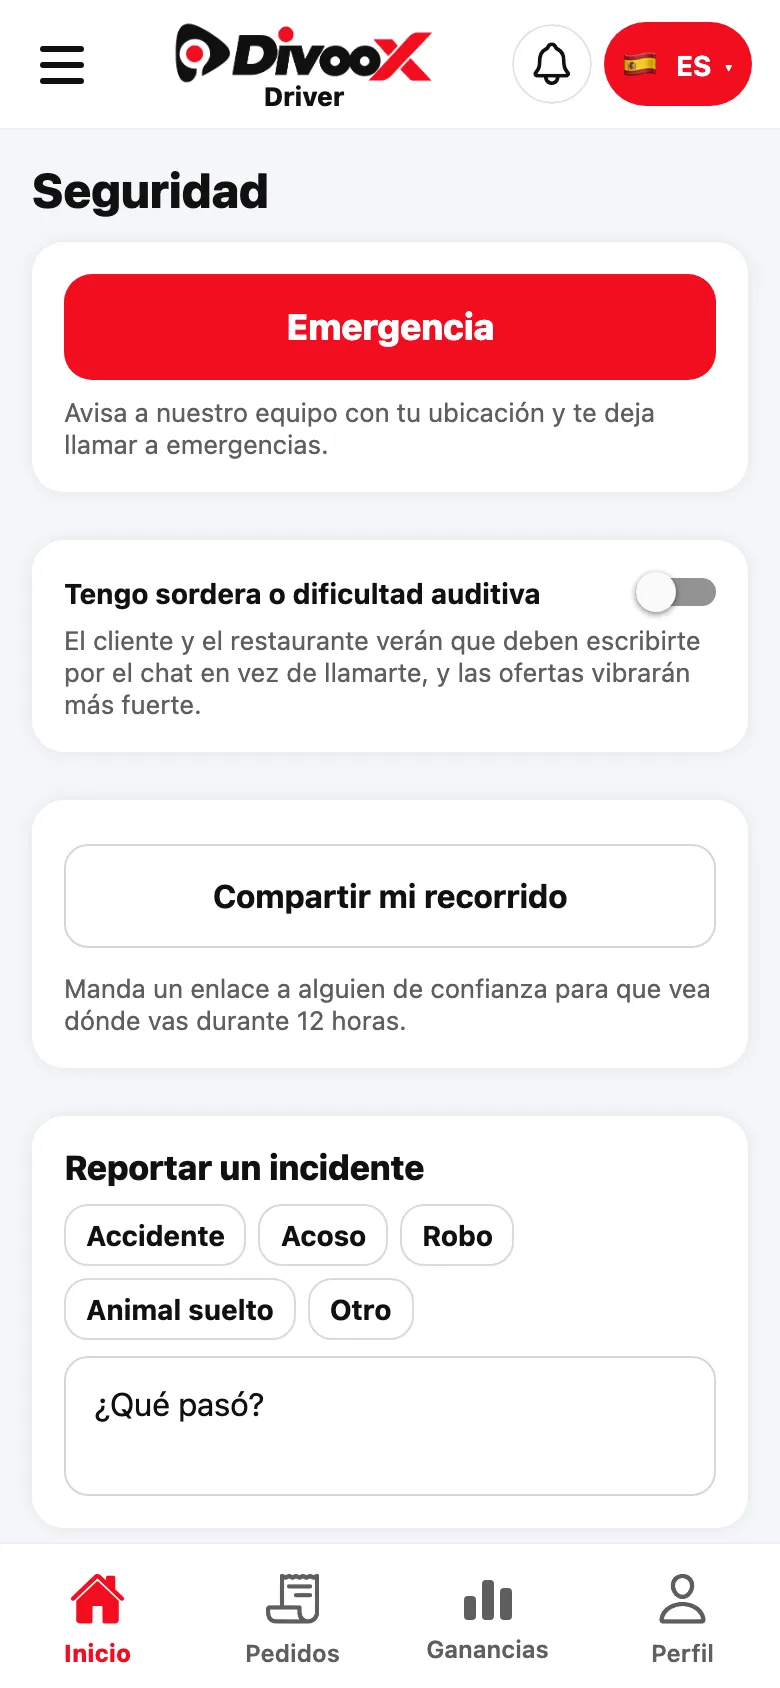 DivooX
Driver
ES
Seguridad
Emergencia
Avisa a nuestro equipo con tu ubicación y te deja
llamar a emergencias.
Tengo sordera o dificultad auditiva
El cliente y el restaurante verán que deben escribirte
por el chat en vez de llamarte, y las ofertas vibrarán
más fuerte.
Compartir mi recorrido
Manda un enlace a alguien de confianza para que vea
dónde vas durante 12 horas.
Reportar un incidente
Accidente Acoso Robo
Animal suelto Otro
¿Qué pasó?
Inicio Pedidos Ganancias Perfil